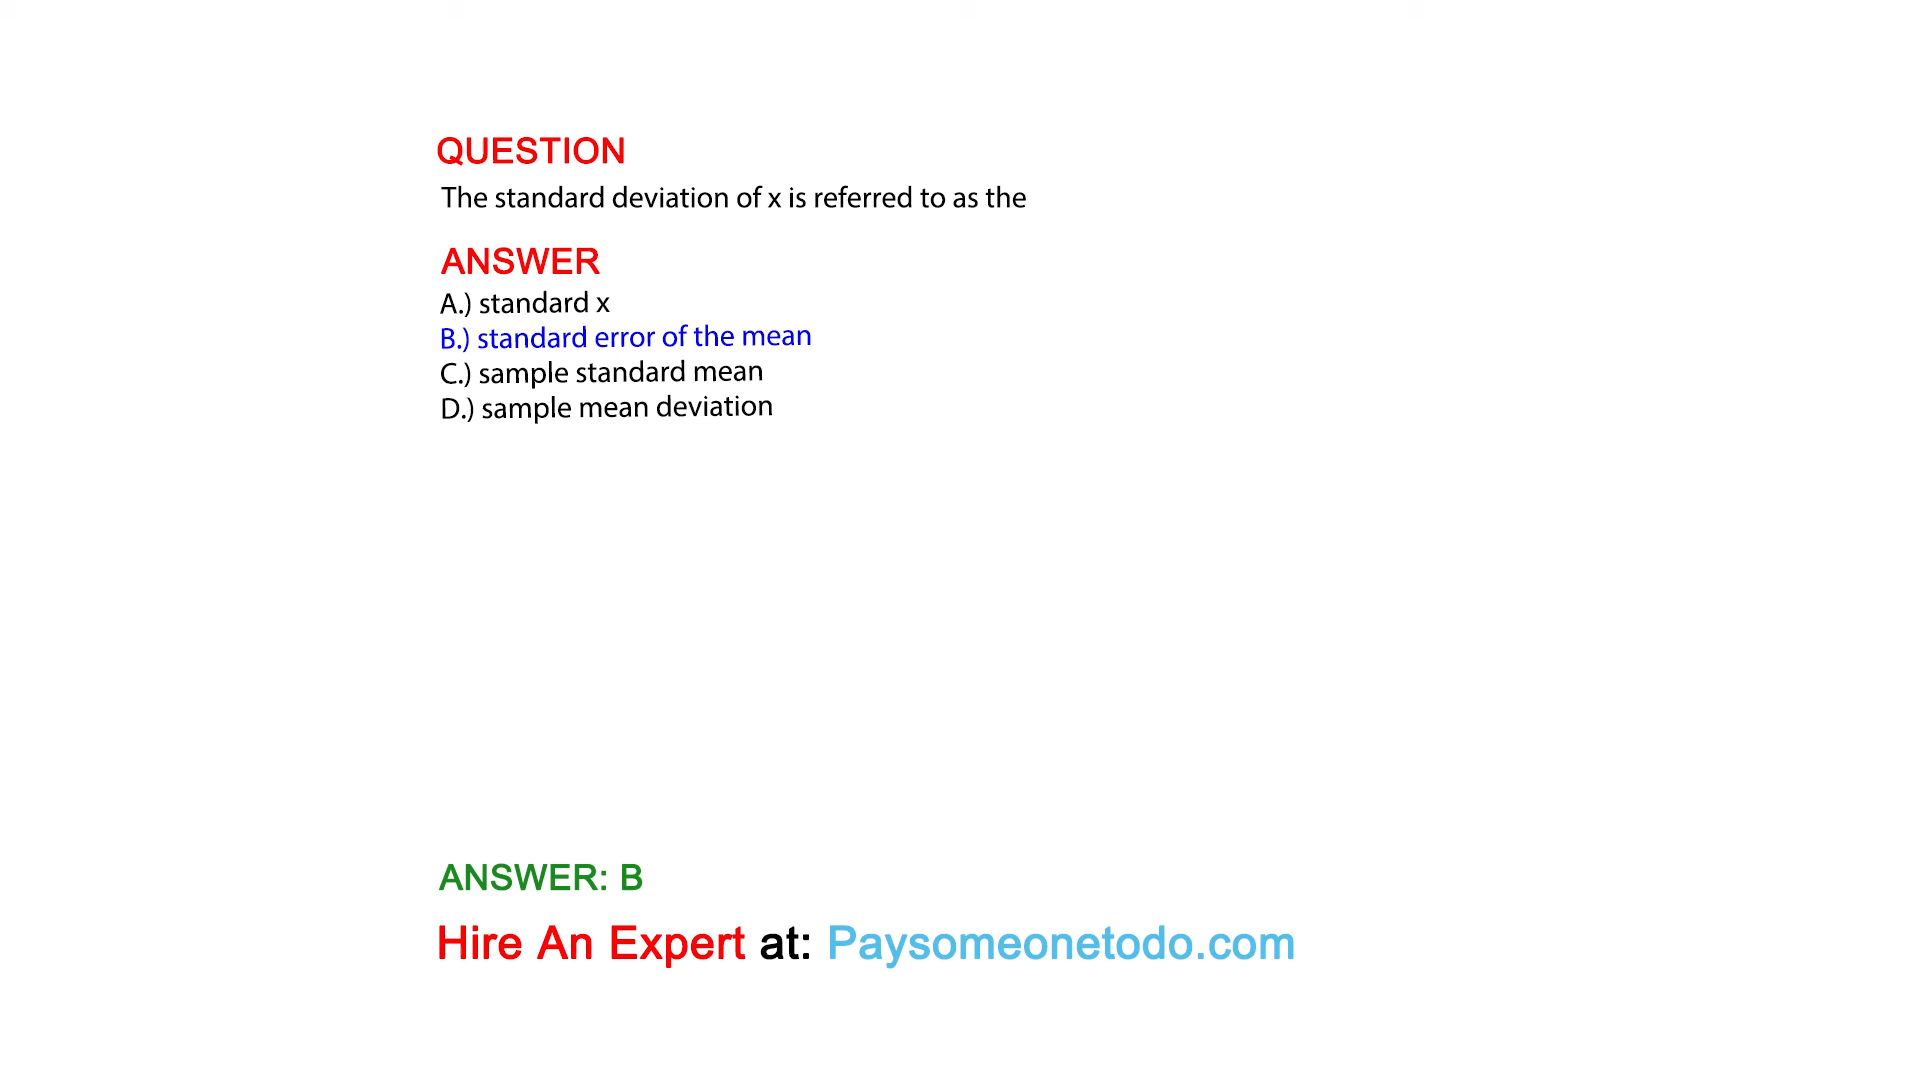 QUESTION
The standard deviation of x is referred to as the
ANSWER
A.) standard x
B.) standard error of the mean
C.) sample standard mean
D.) sample mean deviation
ANSWER: B
Hire An Expert at: Paysomeonetodo.com